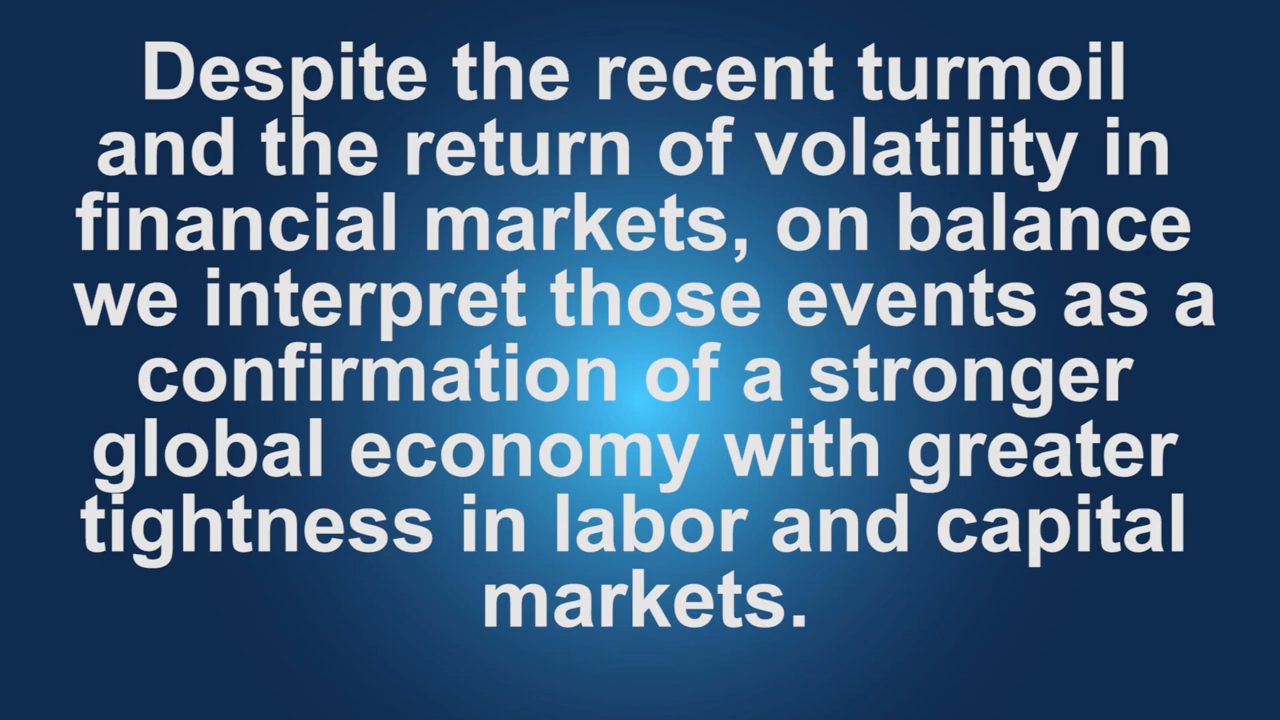 Despite the recent turmoil
and the return of volatility in
financial markets, on balance
we interpret those events as a
confirmation of a stronger
global economy with greater
tightness in labor and capital
markets.